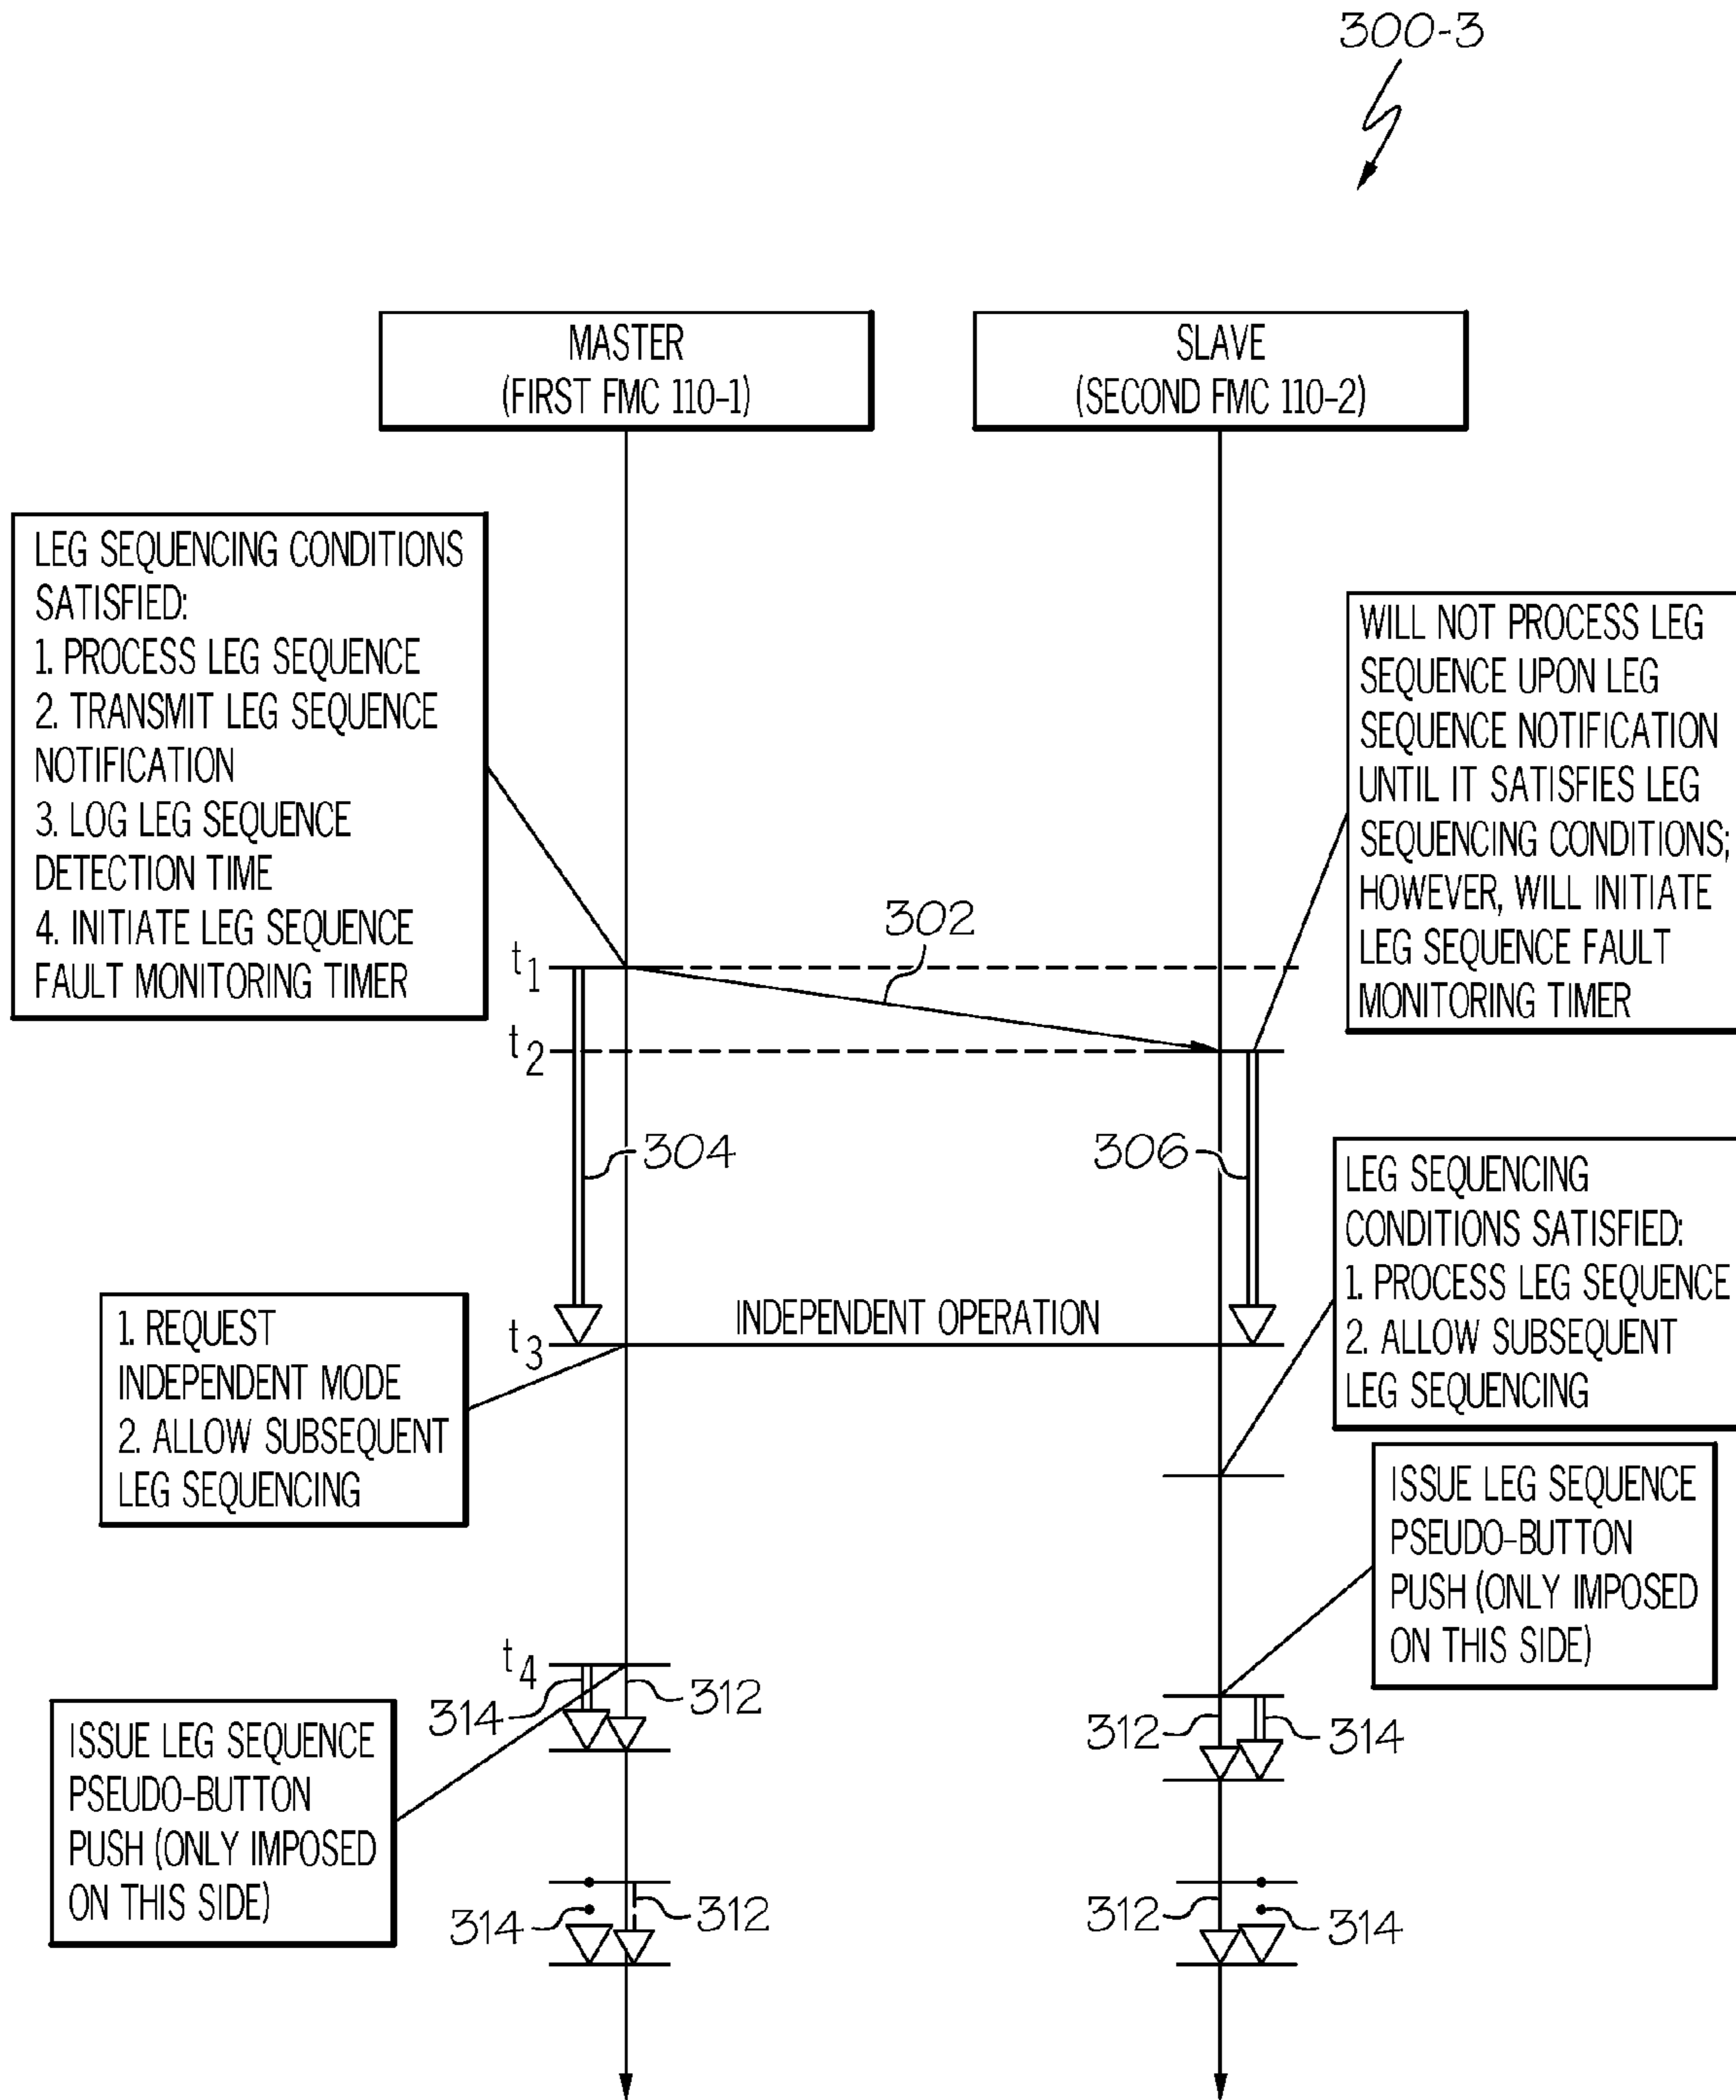 300-3
MASTER
(FIRST FMC 110-1)
SLAVE
(SECOND FMC 110-2)
LEG SEQUENCING CONDITIONS
SATISFIED:
1. PROCESS LEG SEQUENCE
2. TRANSMIT LEG SEQUENCE
NOTIFICATION
3. LOG LEG SEQUENCE
DETECTION TIME
4. INITIATE LEG SEQUENCE
FAULT MONITORING TIMER
WILL NOT PROCESS LEG
SEQUENCE UPON LEG
SEQUENCE NOTIFICATION
UNTIL IT SATISFIES LEG
SEQUENCING CONDITIONS;
HOWEVER, WILL INITIATE
LEG SEQUENCE FAULT
MONITORING TIMER
302
t1
t2
304
306
LEG SEQUENCING
CONDITIONS SATISFIED:
1. PROCESS LEG SEQUENCE
2. ALLOW SUBSEQUENT
LEG SEQUENCING
INDEPENDENT OPERATION
t3
1. REQUEST
INDEPENDENT MODE
2. ALLOW SUBSEQUENT
LEG SEQUENCING
ISSUE LEG SEQUENCE
PSEUDO-BUTTON
PUSH (ONLY IMPOSED
ON THIS SIDE)
t4
314
312
312
314
ISSUE LEG SEQUENCE
PSEUDO-BUTTON
PUSH (ONLY IMPOSED
ON THIS SIDE)
314
312
312
314